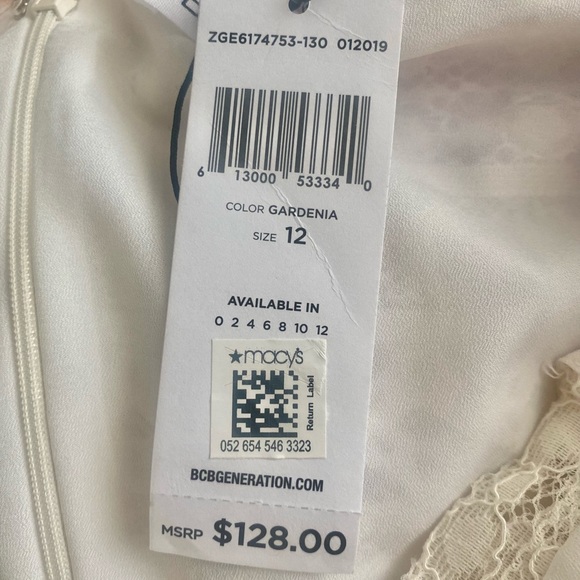 ZGE6174753-130 012019
6 13000 53334 0
COLOR GARDENIA
SIZE 12
AVAILABLE IN
0 2 4 6 8 10 12
★macy's
Return Label
052 654 546 3323
BCBGENERATION.COM
MSRP $128.00